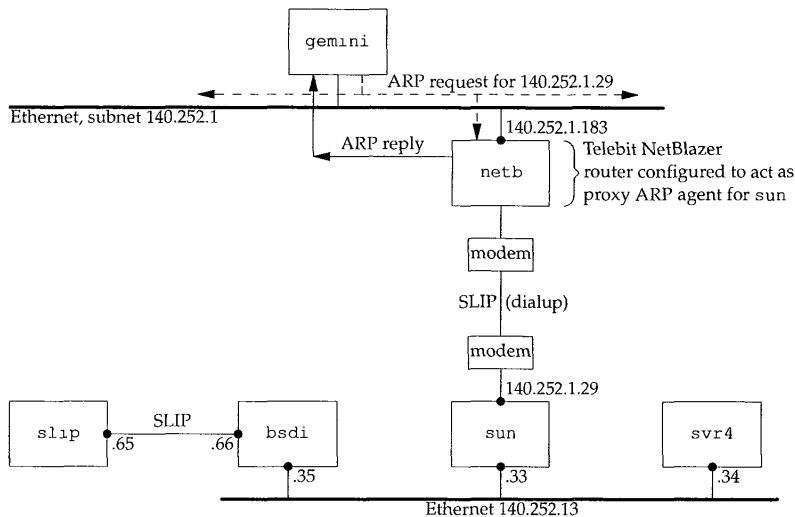 gemini
ARP request for 140.252.1.29
Ethernet, subnet 140.252.1
140.252.1.183
ARP reply
netb
Telebit NetBlazer
router configured to act as
proxy ARP agent for sun
modem
SLIP (dialup)
modem
140.252.1.29
slip
SLIP
bsdi
sun
svr4
.65
.66
.35
.33
.34
Ethernet 140.252.13